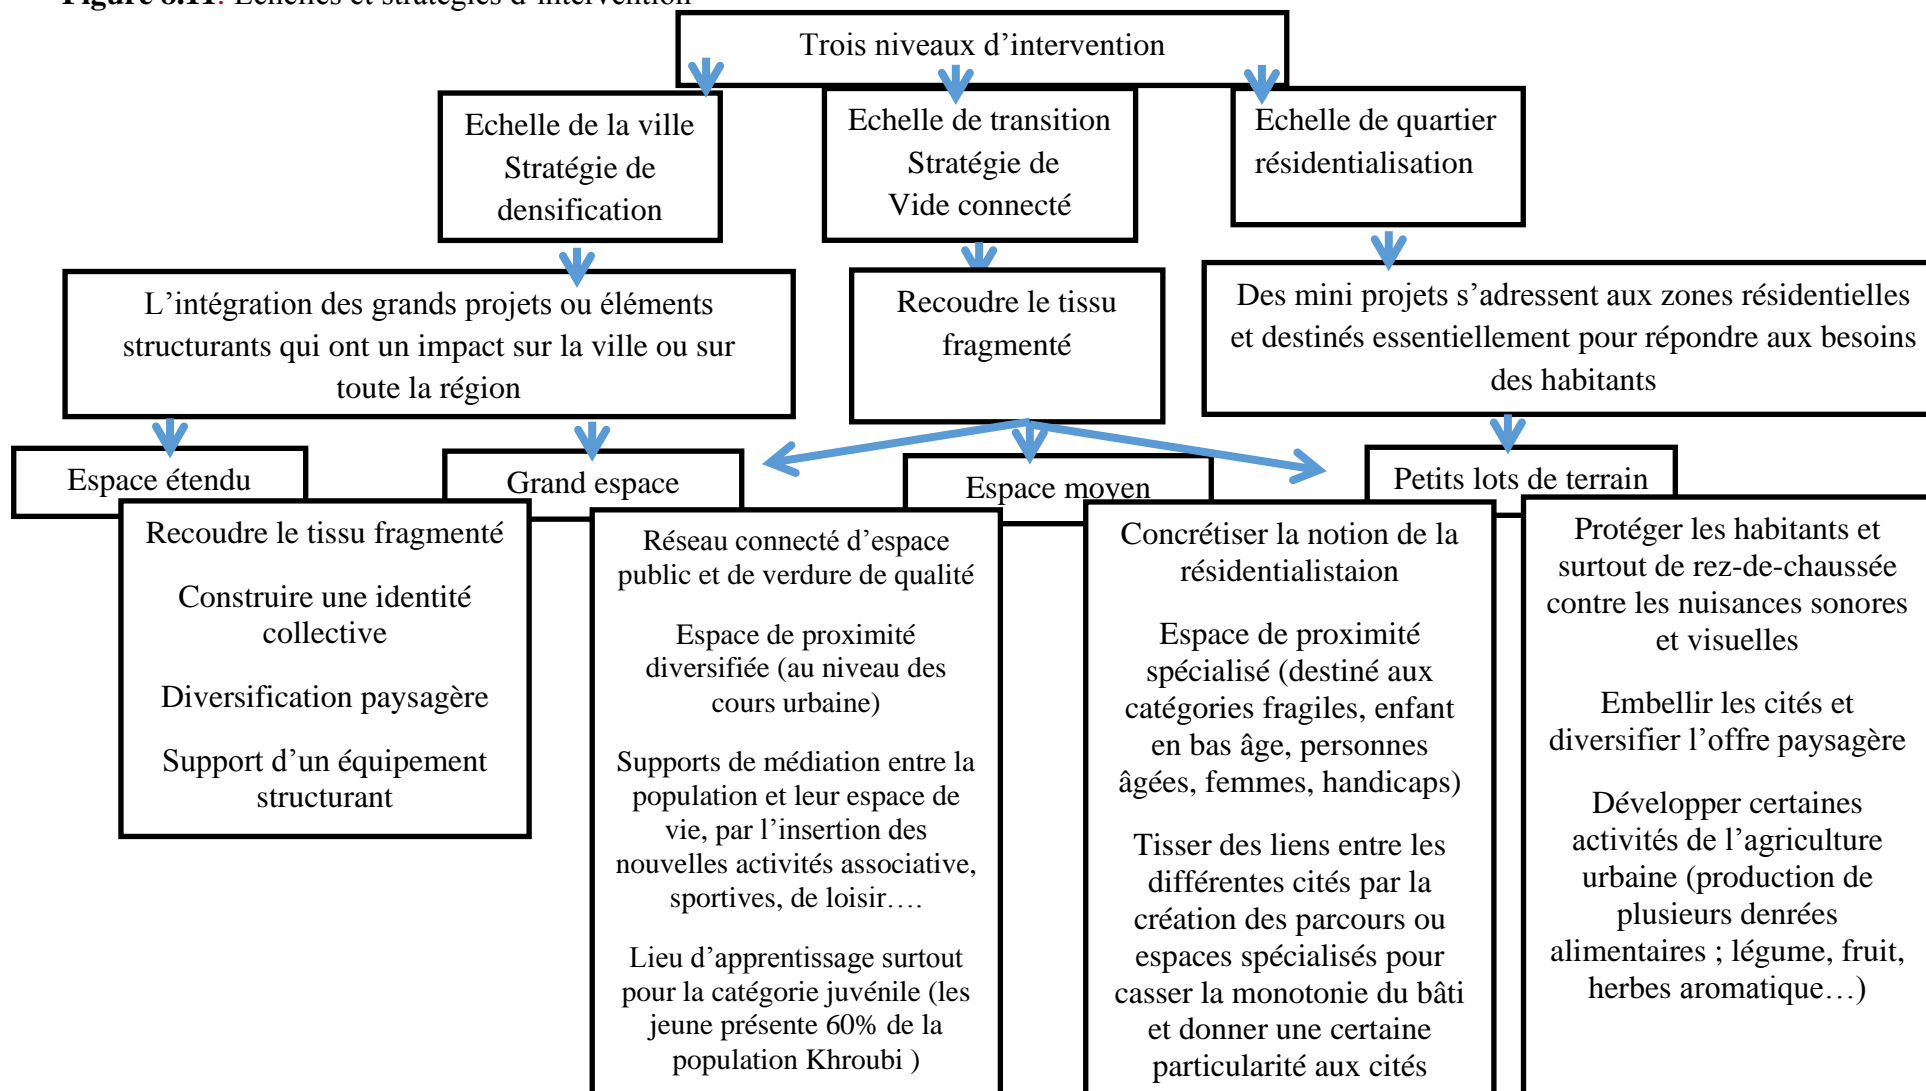 Figure 8.11: Echelles et stratégies d'intervention
Trois niveaux d'intervention
Echelle de la ville
Stratégie de
densification
Echelle de transition
Stratégie de
Vide connecté
Echelle de quartier
résidentialisation
L'intégration des grands projets ou éléments
structurants qui ont un impact sur la ville ou sur
toute la région
Recoudre le tissu
fragmenté
Des mini projets s'adressent aux zones résidentielles
et destinés essentiellement pour répondre aux besoins
des habitants
Espace étendu
Grand espace
Espace moyen
Petits lots de terrain
Recoudre le tissu fragmenté
Construire une identité
collective
Diversification paysagère
Support d'un équipement
structurant
Réseau connecté d'espace
public et de verdure de qualité
Espace de proximité
diversifiée (au niveau des
cours urbaine)
Supports de médiation entre la
population et leur espace de
vie, par l'insertion des
nouvelles activités associative,
sportives, de loisir….
Lieu d'apprentissage surtout
pour la catégorie juvénile (les
jeune présente 60% de la
population Khroubi )
Concrétiser la notion de la
résidentialistaion
Espace de proximité
spécialisé (destiné aux
catégories fragiles, enfant
en bas âge, personnes
âgées, femmes, handicaps)
Tisser des liens entre les
différentes cités par la
création des parcours ou
espaces spécialisés pour
casser la monotonie du bâti
et donner une certaine
particularité aux cités
Protéger les habitants et
surtout de rez-de-chaussée
contre les nuisances sonores
et visuelles
Embellir les cités et
diversifier l'offre paysagère
Développer certaines
activités de l'agriculture
urbaine (production de
plusieurs denrées
alimentaires ; légume, fruit,
herbes aromatique…)